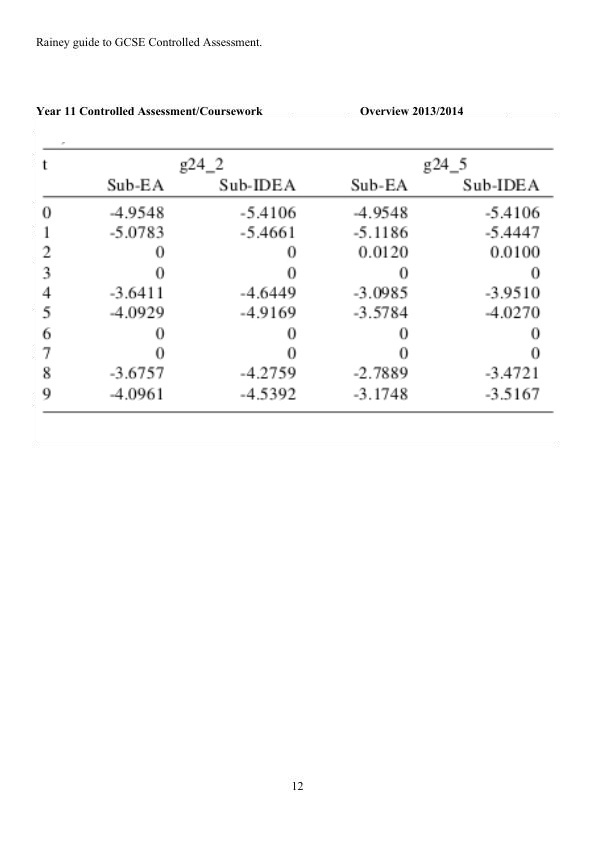 Rainey guide to GCSE Controlled Assessment.
Year 11 Controlled Assessment/Coursework Overview 2013/2014
t g24_2 g24_5
Sub-EA Sub-IDEA Sub-EA Sub-IDEA
0 -4.9548 -5.4106 -4.9548 -5.4106
1 -5.0783 -5.4661 -5.1186 -5.4447
2 0 0 0.0120 0.0100
3 0 0 0 0
4 -3.6411 -4.6449 -3.0985 -3.9510
5 -4.0929 -4.9169 -3.5784 -4.0270
6 0 0 0 0
7 0 0 0 0
8 -3.6757 -4.2759 -2.7889 -3.4721
9 -4.0961 -4.5392 -3.1748 -3.5167
12